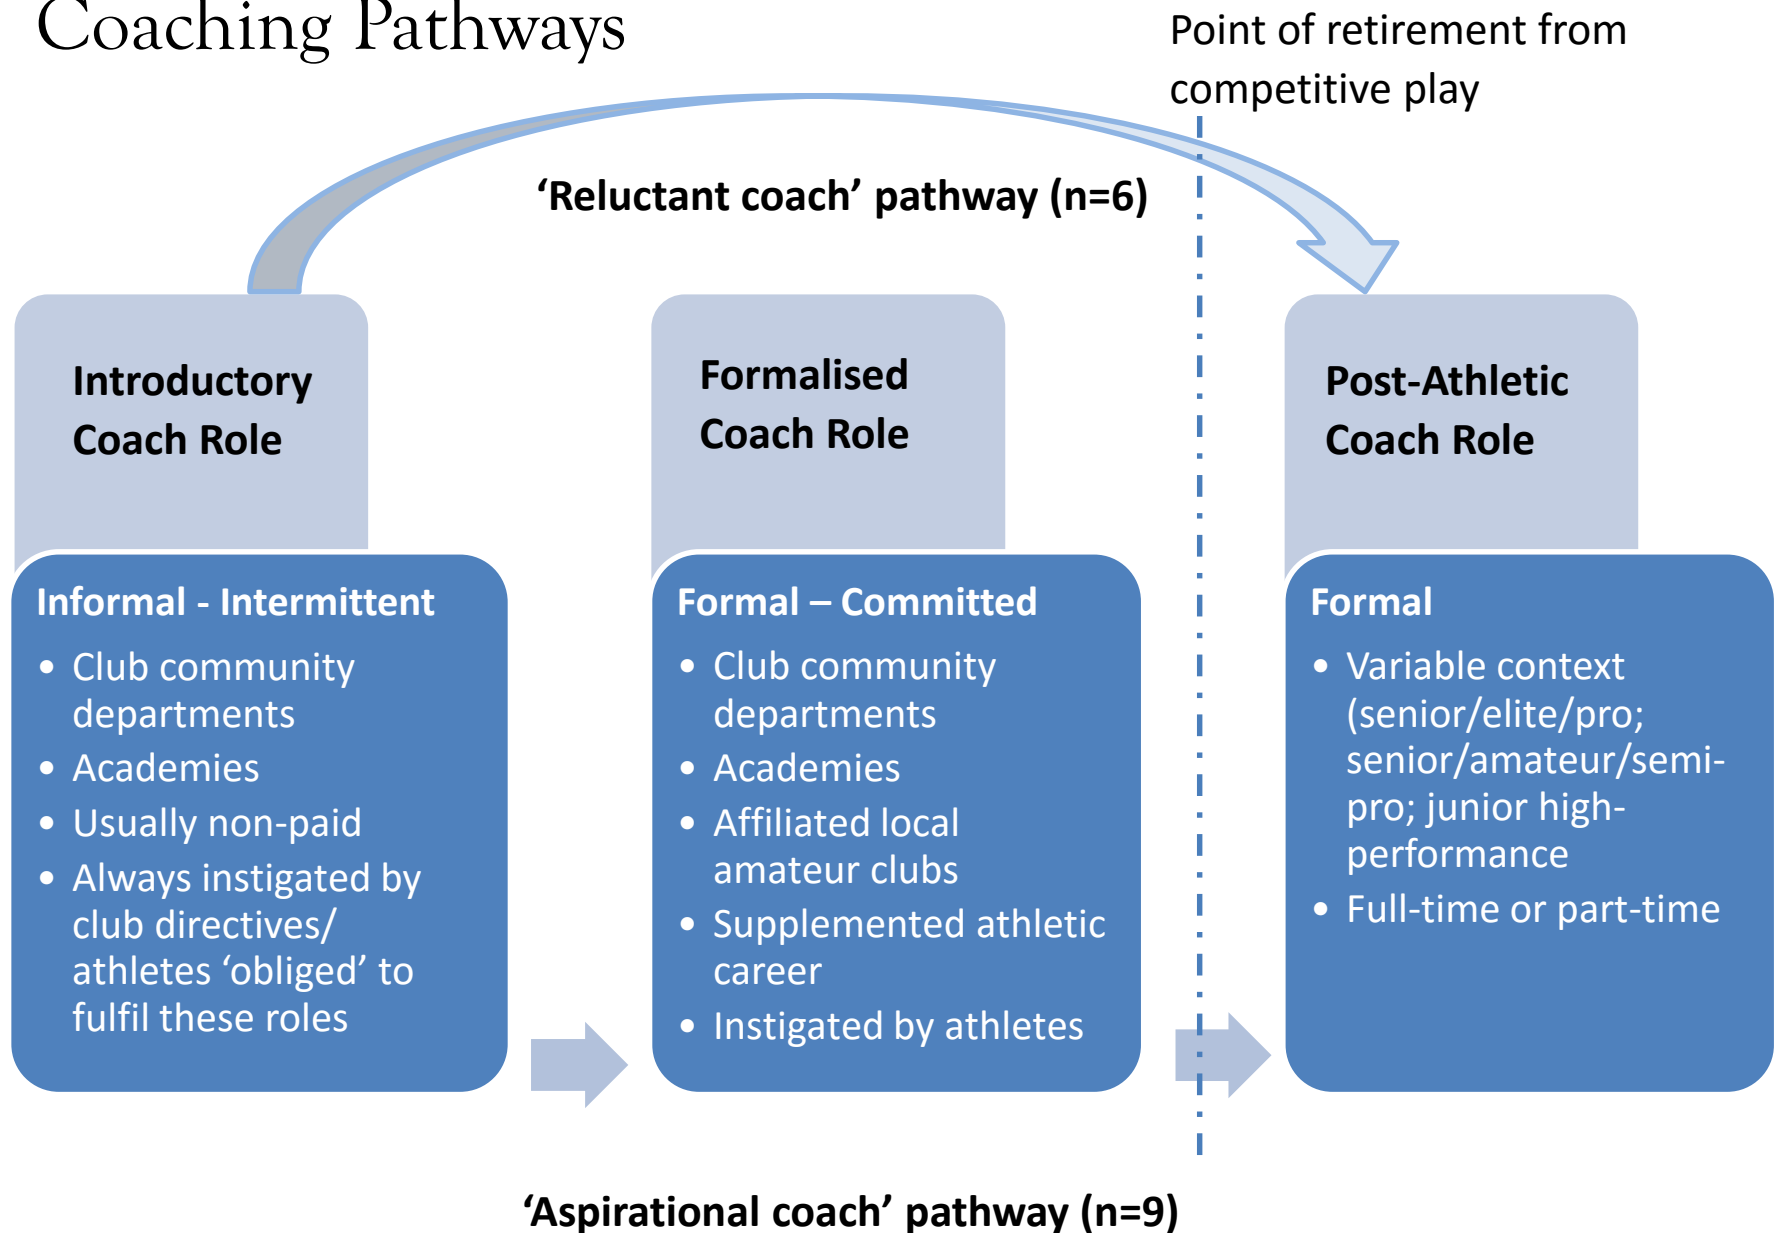 Coaching Pathways
Point of retirement from
competitive play
‘Reluctant coach’ pathway (n=6)
Introductory
Coach Role
Informal - Intermittent
• Club community
departments
• Academies
• Usually non-paid
• Always instigated by
club directives/
athletes ‘obliged’ to
fulfil these roles
Formalised
Coach Role
Formal – Committed
• Club community
departments
• Academies
• Affiliated local
amateur clubs
• Supplemented athletic
career
• Instigated by athletes
Post-Athletic
Coach Role
Formal
• Variable context
(senior/elite/pro;
senior/amateur/semi-
pro; junior high-
performance
• Full-time or part-time
‘Aspirational coach’ pathway (n=9)